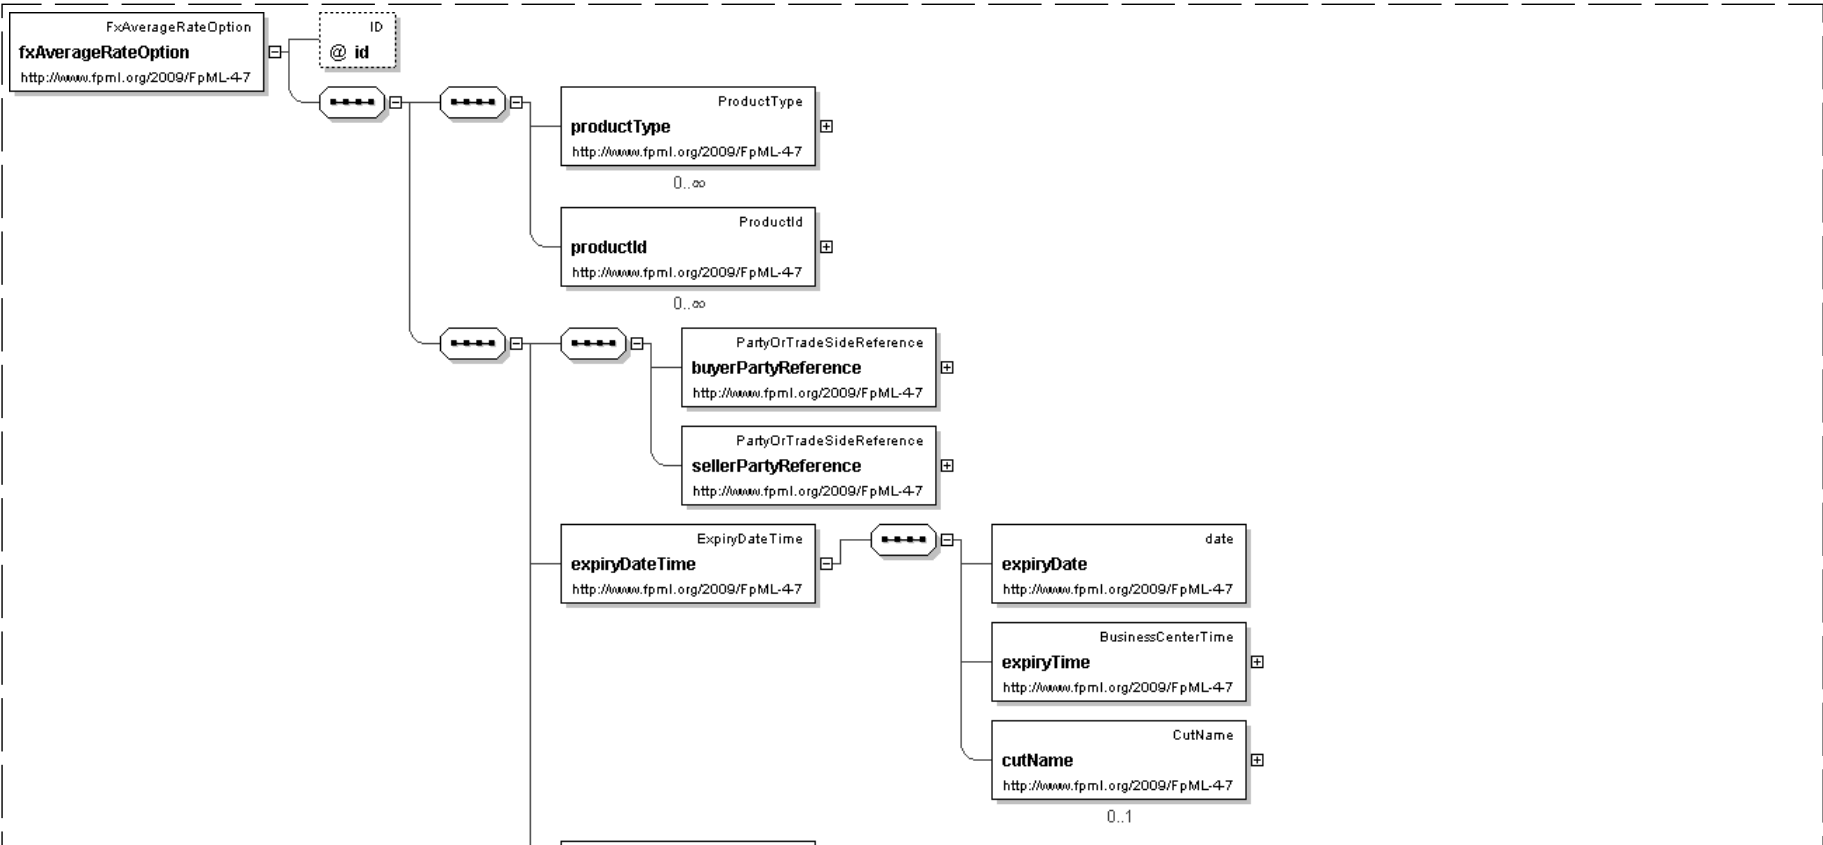 FxAverageRateOption
fxAverageRateOption
http://www.fpml.org/2009/FpML-4-7
ID
@ id
ProductType
productType
http://www.fpml.org/2009/FpML-4-7
0..∞
ProductId
productId
http://www.fpml.org/2009/FpML-4-7
0..∞
PartyOrTradeSideReference
buyerPartyReference
http://www.fpml.org/2009/FpML-4-7
PartyOrTradeSideReference
sellerPartyReference
http://www.fpml.org/2009/FpML-4-7
ExpiryDateTime
expiryDateTime
http://www.fpml.org/2009/FpML-4-7
date
expiryDate
http://www.fpml.org/2009/FpML-4-7
BusinessCenterTime
expiryTime
http://www.fpml.org/2009/FpML-4-7
CutName
cutName
http://www.fpml.org/2009/FpML-4-7
0..1